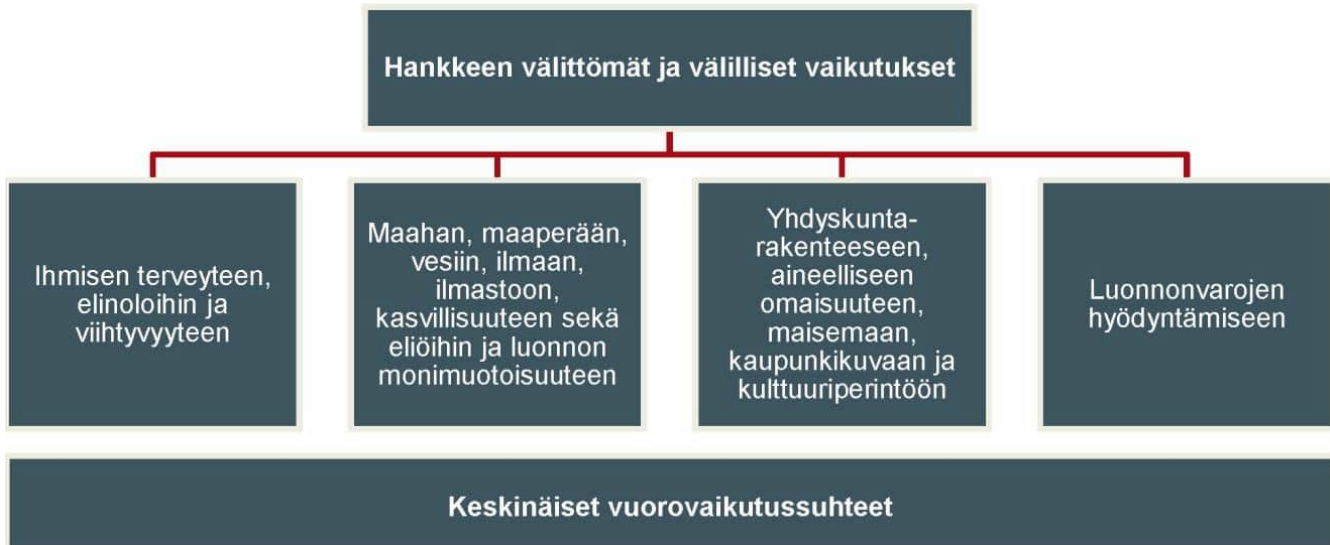 Hankkeen välittömät ja välilliset vaikutukset
Ihmisen terveyteen,
elinoloihin ja
viihtyvyyteen
Maahan, maaperään,
vesiin, ilmaan,
ilmastoon,
kasvillisuuteen sekä
eliöihin ja luonnon
monimuotoisuuteen
Yhdyskunta-
rakenteeseen,
aineelliseen
omaisuuteen,
maisemaan,
kaupunkikuvaan ja
kulttuuriperintöön
Luonnonvarojen
hyödyntämiseen
Keskinäiset vuorovaikutussuhteet